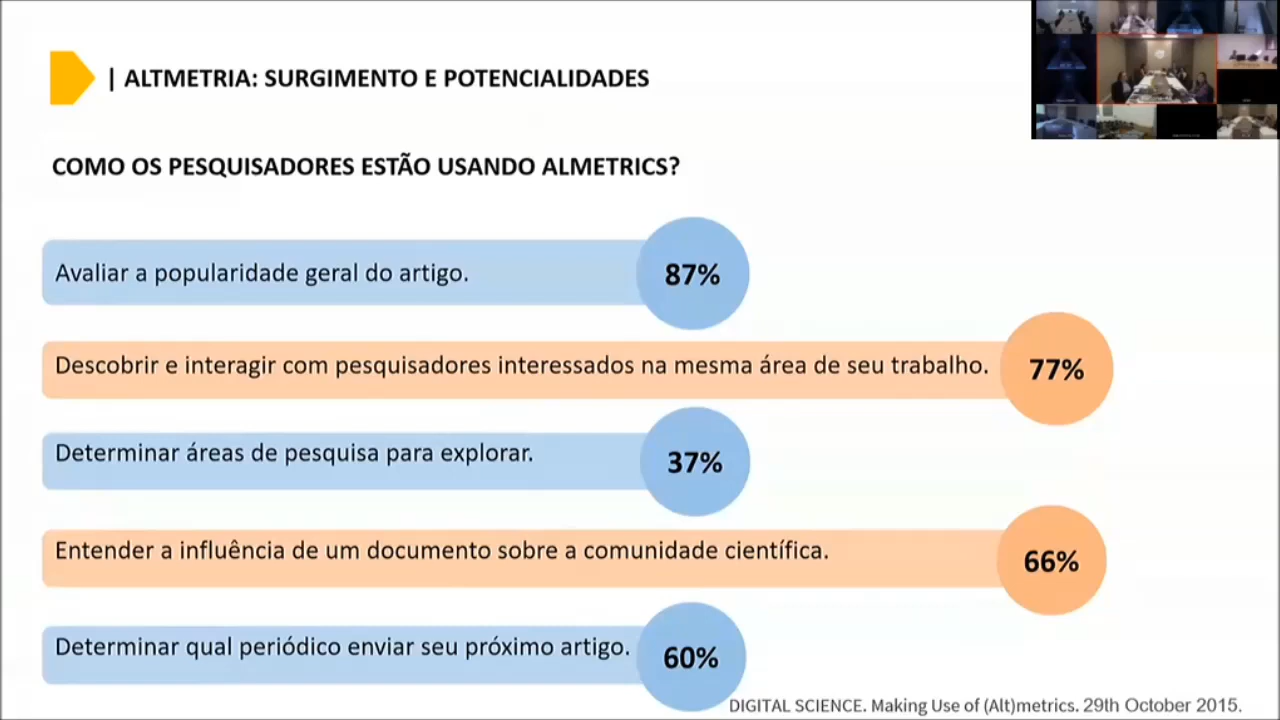 | ALTMETRIA: SURGIMENTO E POTENCIALIDADES
COMO OS PESQUISADORES ESTÃO USANDO ALMETRICS?
Avaliar a popularidade geral do artigo.
87%
Descobrir e interagir com pesquisadores interessados na mesma área de seu trabalho.
77%
Determinar áreas de pesquisa para explorar.
37%
Entender a influência de um documento sobre a comunidade científica.
66%
Determinar qual periódico enviar seu próximo artigo.
60%
DIGITAL SCIENCE. Making Use of (Alt)metrics. 29th October 2015.